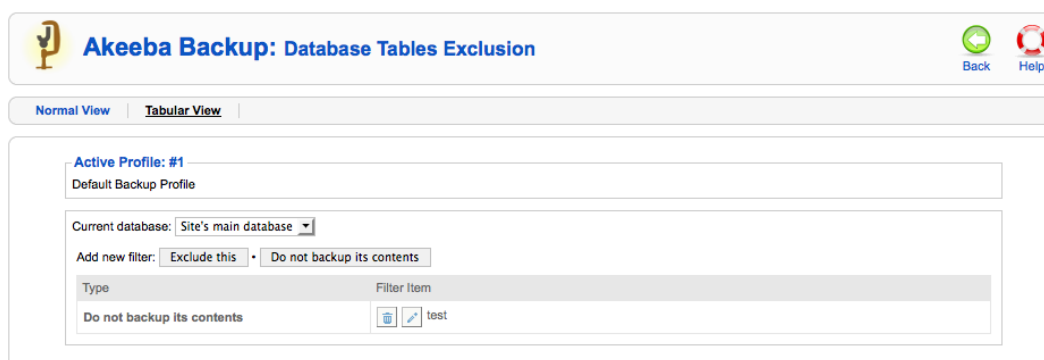 Akeeba Backup: Database Tables Exclusion
Back
Help
Normal View
Tabular View
Active Profile: #1
Default Backup Profile
Current database: Site's main database
Add new filter: Exclude this • Do not backup its contents
Type Filter Item
Do not backup its contents test